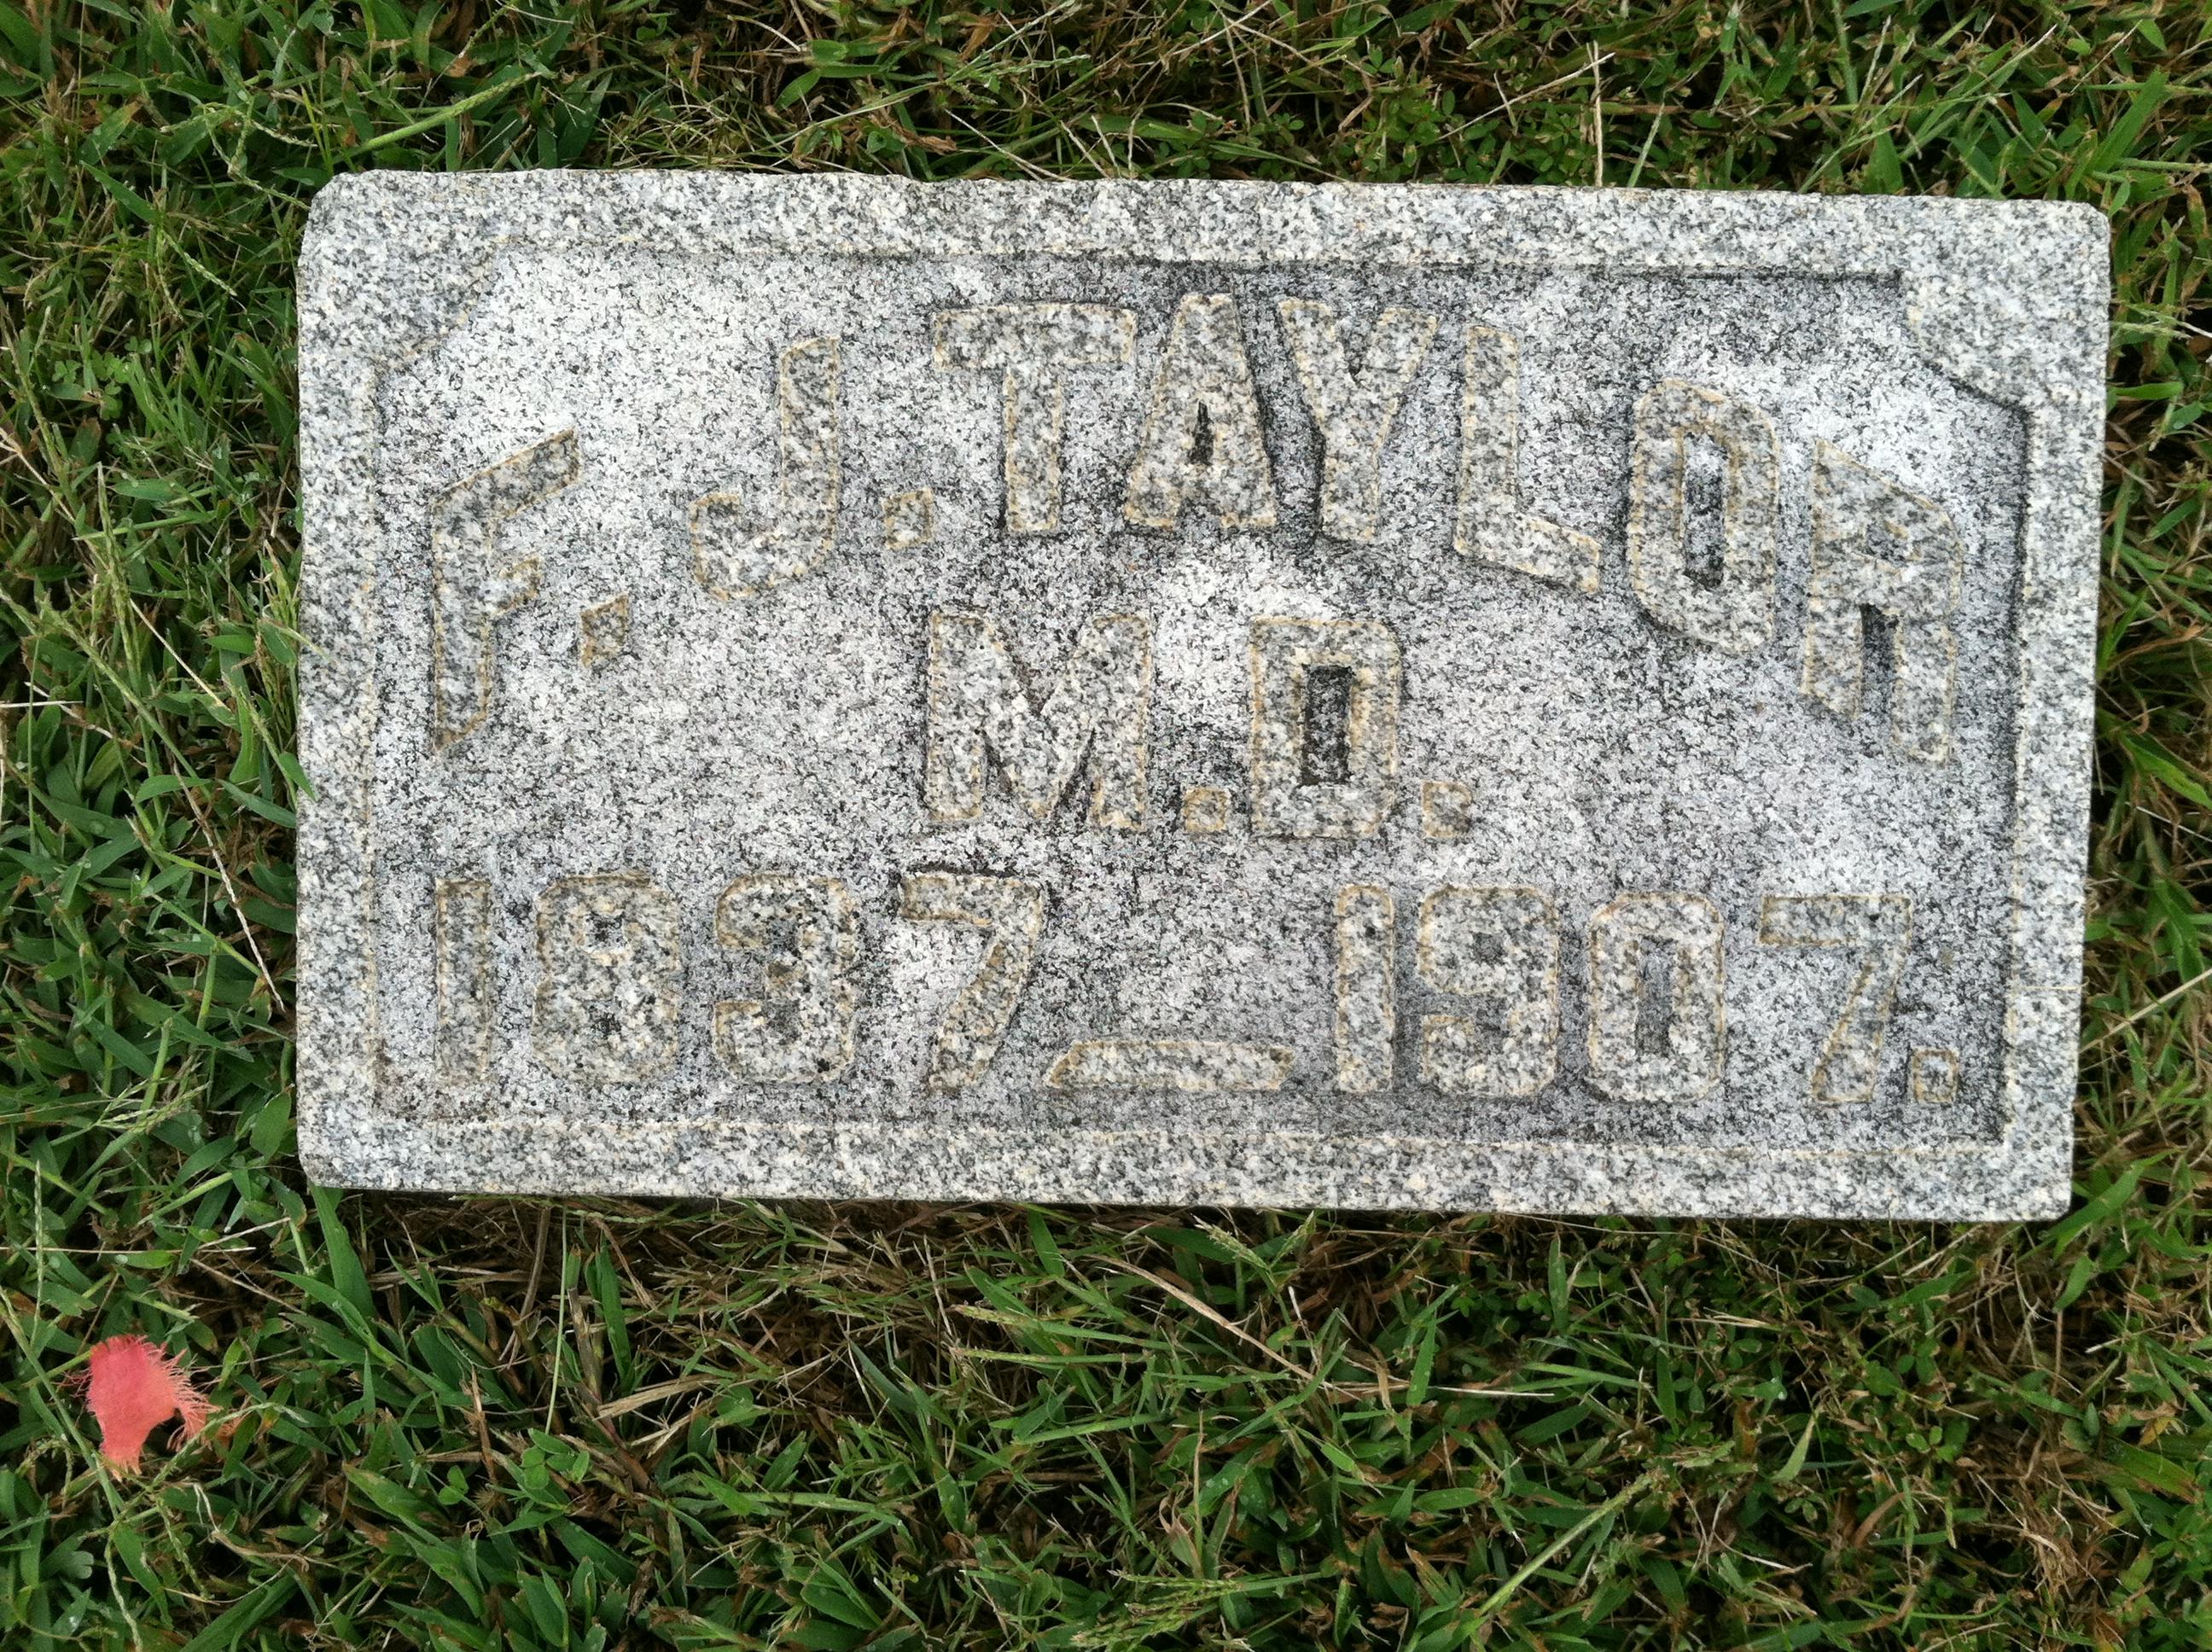 F. J. TAYLOR
M.D.
1837_1907.